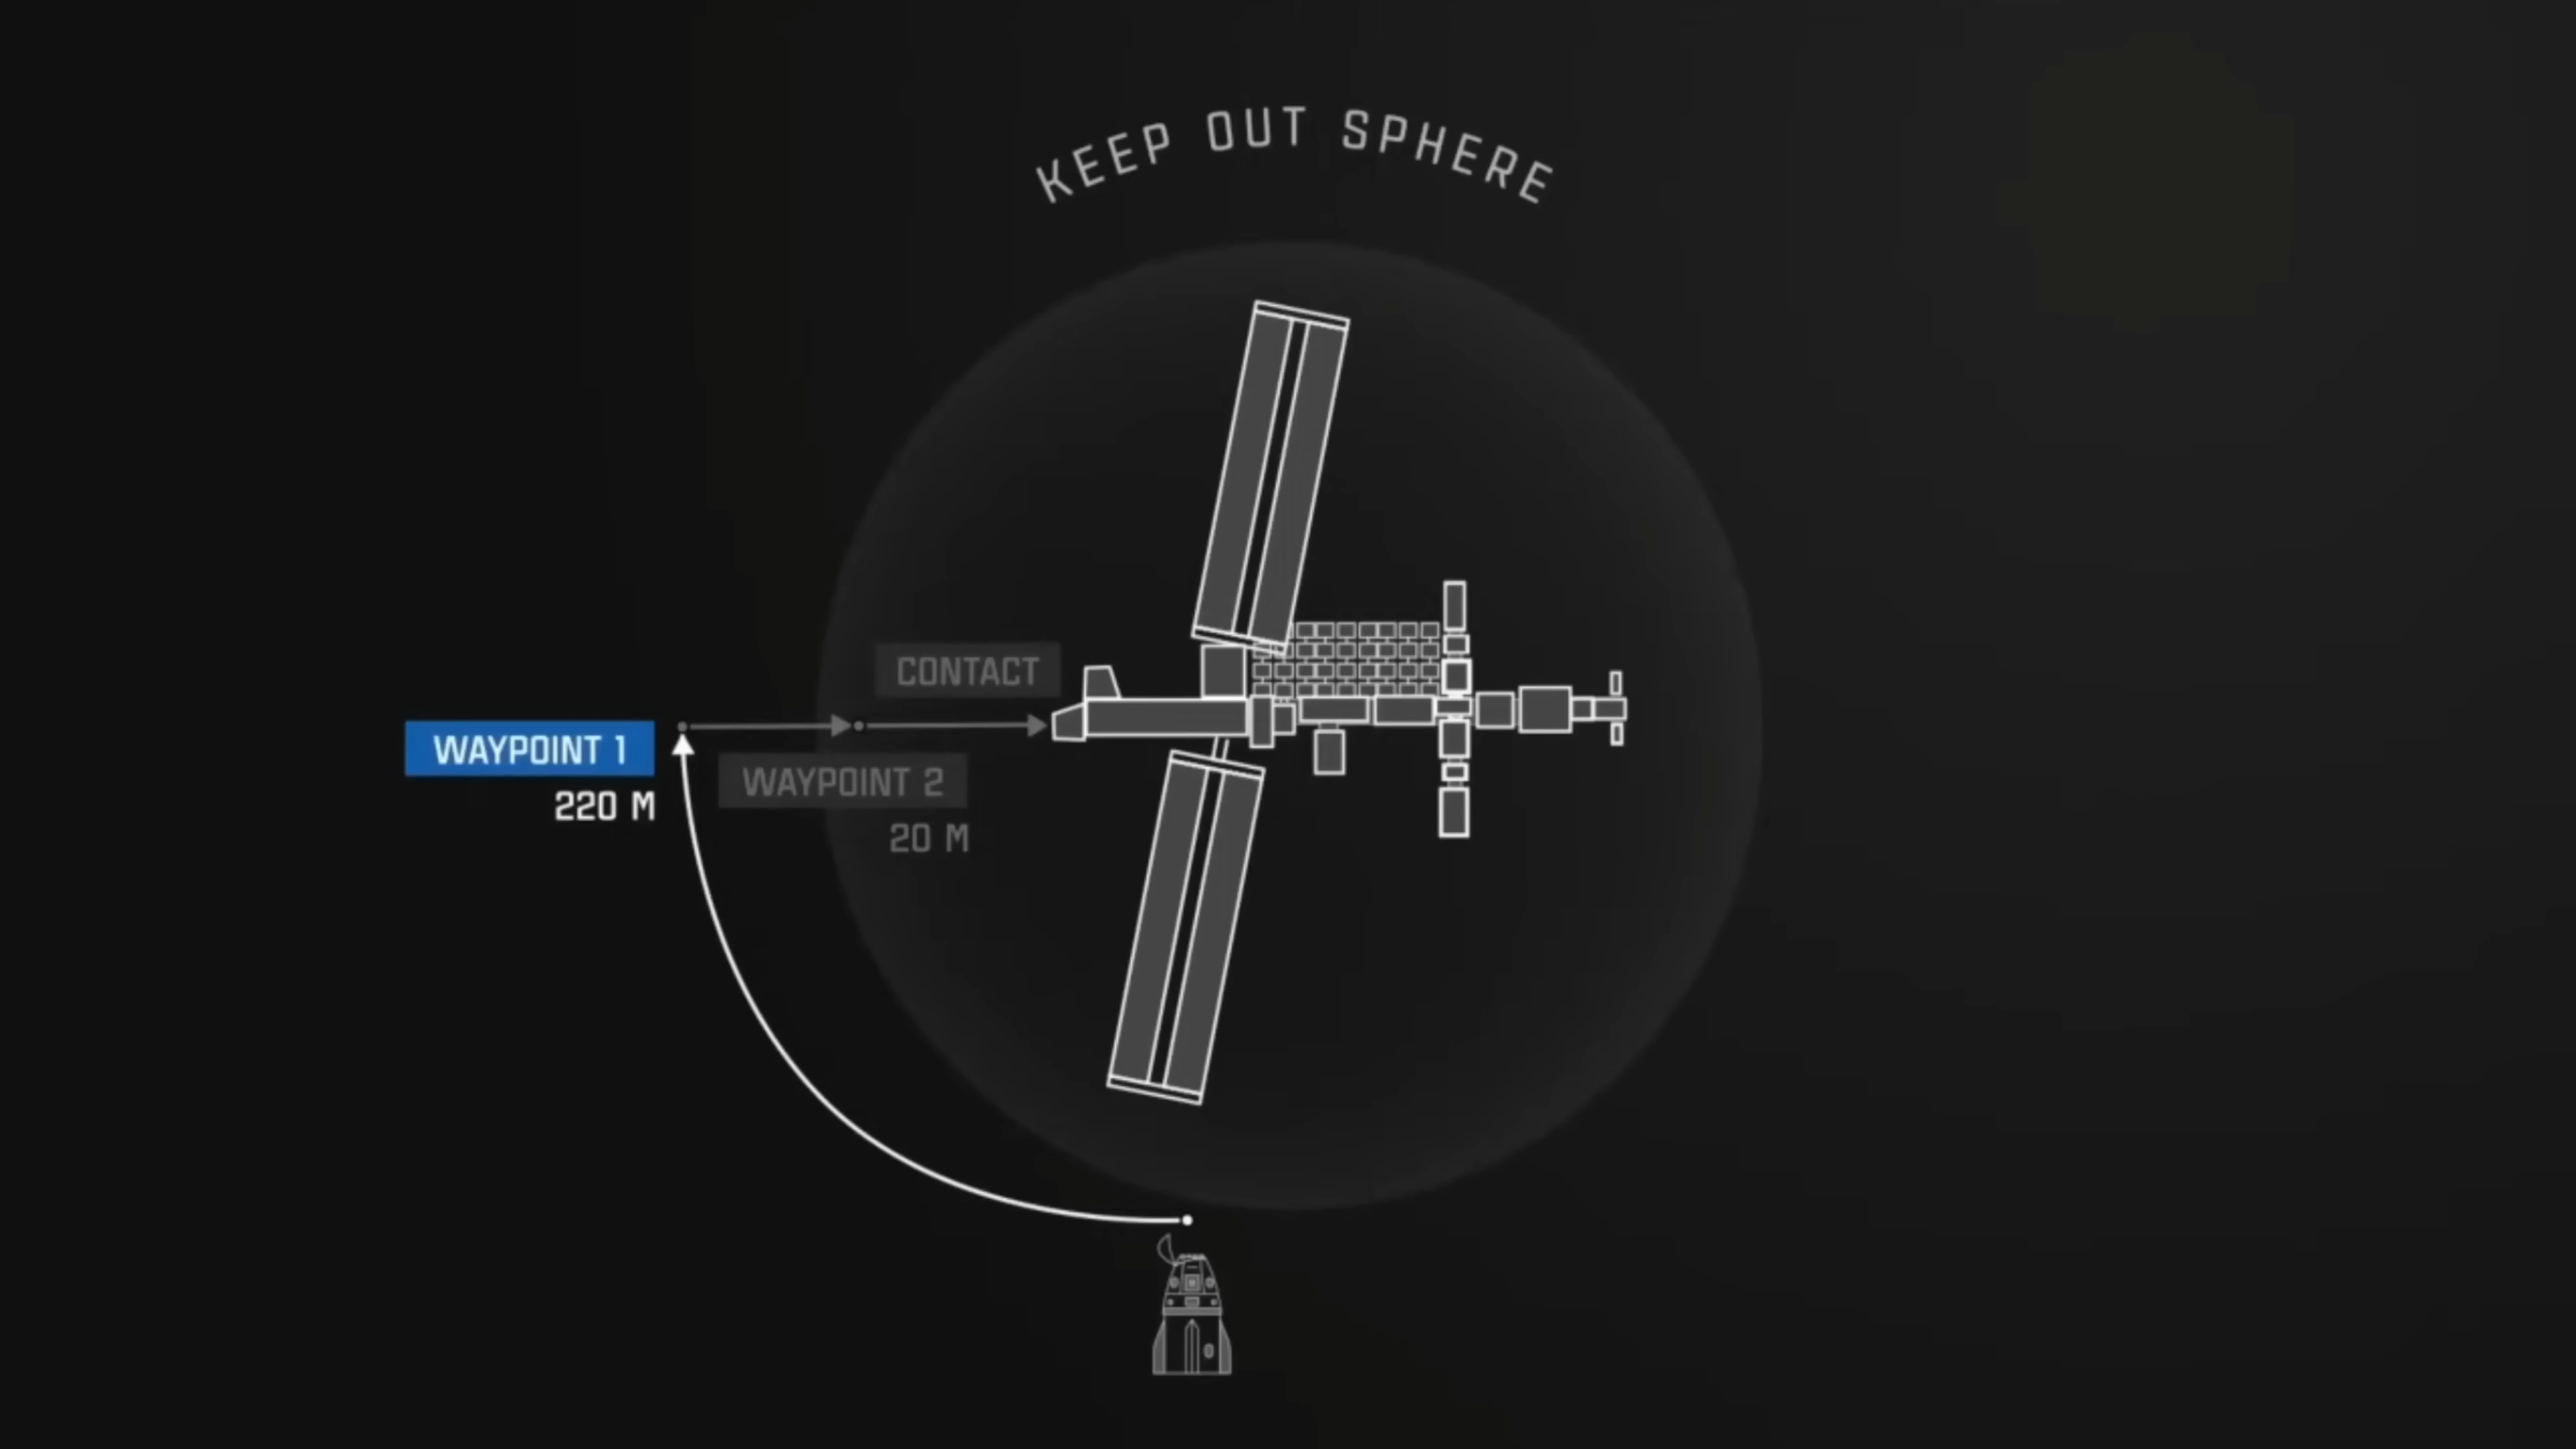 KEEP OUT SPHERE
CONTACT
WAYPOINT 1
220 M
WAYPOINT 2
20 M